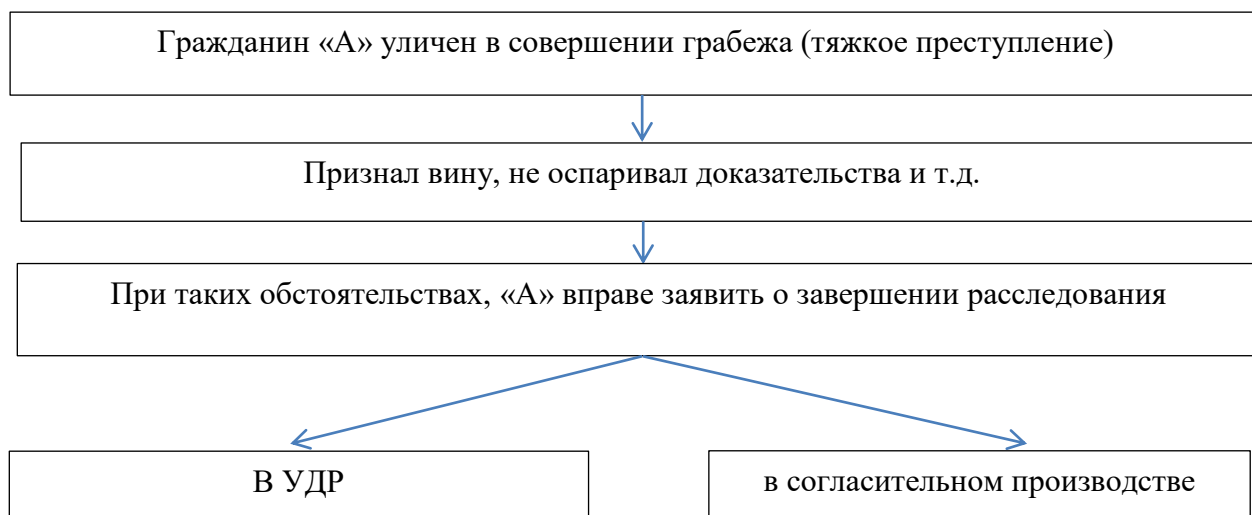 Гражданин «А» уличен в совершении грабежа (тяжкое преступление)
Признал вину, не оспаривал доказательства и т.д.
При таких обстоятельствах, «А» вправе заявить о завершении расследования
В УДР
в согласительном производстве